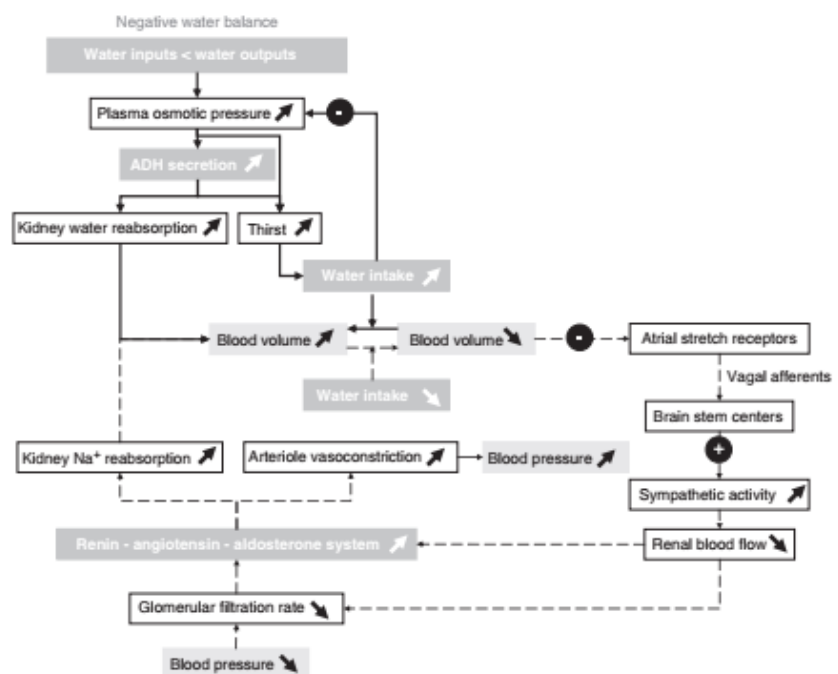 Negative water balance
Water inputs < water outputs
Plasma osmotic pressure
-
ADH secretion
Kidney water reabsorption
Thirst
Water intake
Blood volume
Blood volume
-
Atrial stretch receptors
Vagal afferents
Water intake
Brain stem centers
+
Kidney Na⁺ reabsorption
Arteriole vasoconstriction
Blood pressure
Sympathetic activity
Renin - angiotensin - aldosterone system
Renal blood flow
Glomerular filtration rate
Blood pressure